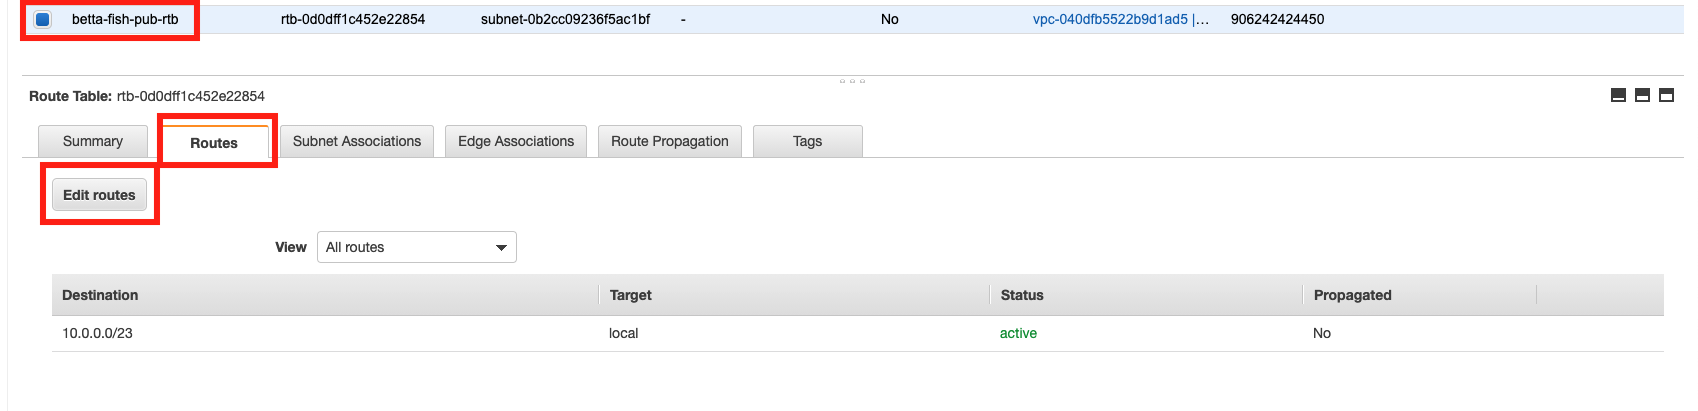 betta-fish-pub-rtb rtb-0d0dff1c452e22854 subnet-0b2cc09236f5ac1bf - No vpc-040dfb5522b9d1ad5 |... 906242424450
Route Table: rtb-0d0dff1c452e22854
Summary Routes Subnet Associations Edge Associations Route Propagation Tags
Edit routes
View All routes
Destination Target Status Propagated
10.0.0.0/23 local active No